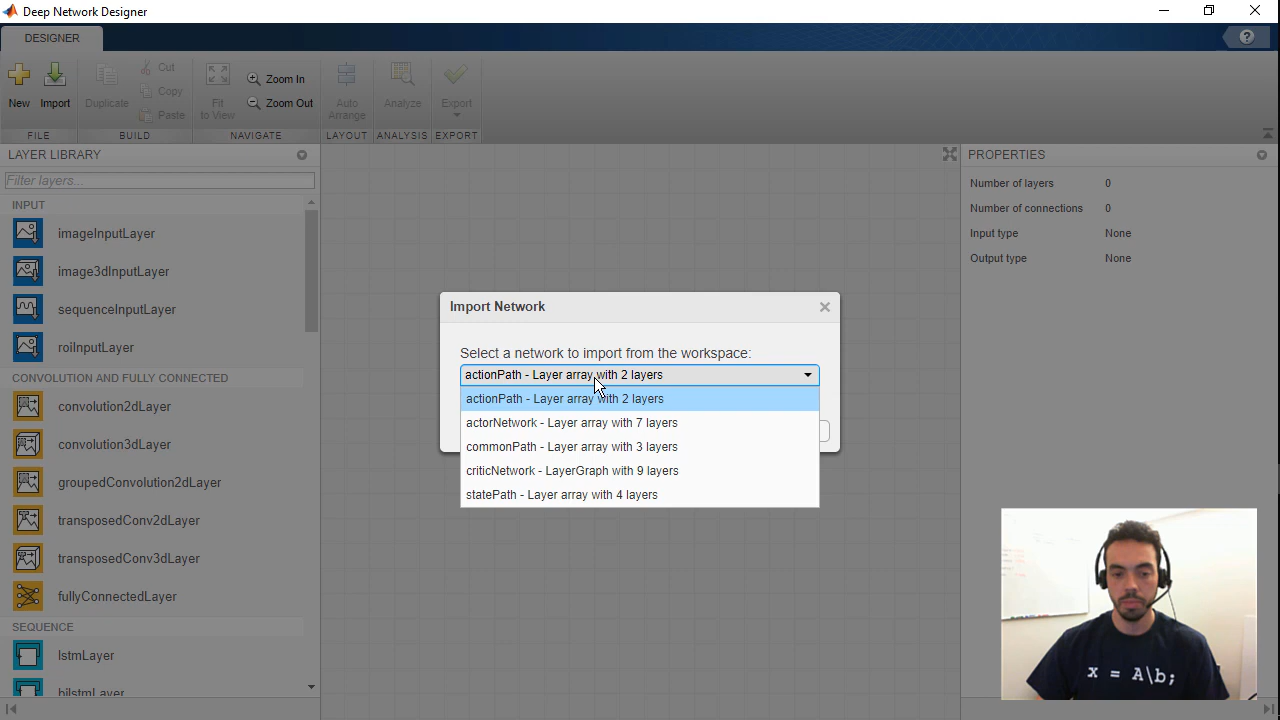 Deep Network Designer
DESIGNER
?
New
Import
Duplicate
Cut
Copy
Paste
Fit
to View
Zoom In
Zoom Out
Auto
Arrange
Analyze
Export
FILE
BUILD
NAVIGATE
LAYOUT
ANALYSIS
EXPORT
LAYER LIBRARY
Filter layers...
INPUT
imageInputLayer
image3dInputLayer
sequenceInputLayer
roiInputLayer
CONVOLUTION AND FULLY CONNECTED
convolution2dLayer
convolution3dLayer
groupedConvolution2dLayer
transposedConv2dLayer
transposedConv3dLayer
fullyConnectedLayer
SEQUENCE
lstmLayer
bilstmLayer
Import Network
Select a network to import from the workspace:
actionPath - Layer array with 2 layers
actionPath - Layer array with 2 layers
actorNetwork - Layer array with 7 layers
commonPath - Layer array with 3 layers
criticNetwork - LayerGraph with 9 layers
statePath - Layer array with 4 layers
PROPERTIES
Number of layers 0
Number of connections 0
Input type None
Output type None
x = A\b;